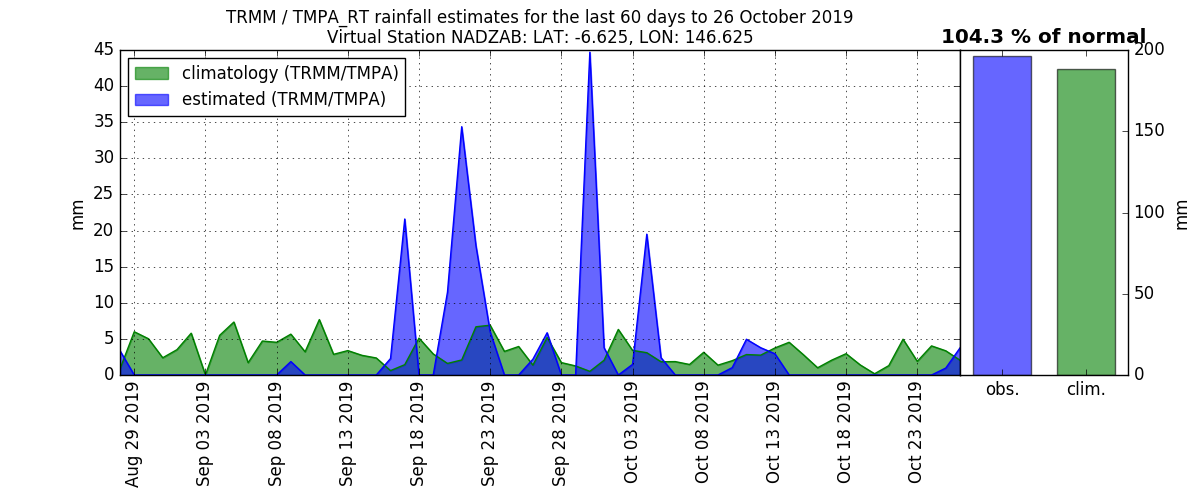 TRMM / TMPA_RT rainfall estimates for the last 60 days to 26 October 2019
Virtual Station NADZAB: LAT: -6.625, LON: 146.625
104.3 % of normal
climatology (TRMM/TMPA)
estimated (TRMM/TMPA)
mm
45
40
35
30
25
20
15
10
5
0
Aug 29 2019
Sep 03 2019
Sep 08 2019
Sep 13 2019
Sep 18 2019
Sep 23 2019
Sep 28 2019
Oct 03 2019
Oct 08 2019
Oct 13 2019
Oct 18 2019
Oct 23 2019
obs.
clim.
200
150
100
50
0
mm